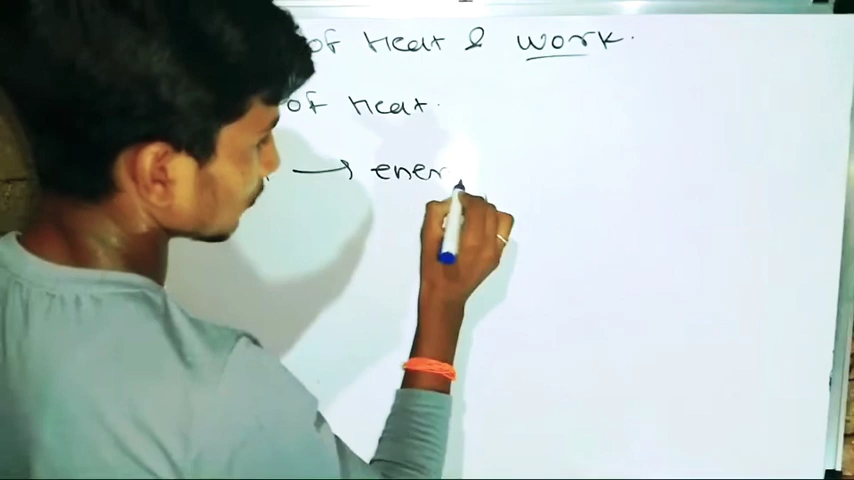 of Heat & Work.
of Heat.
→ ener